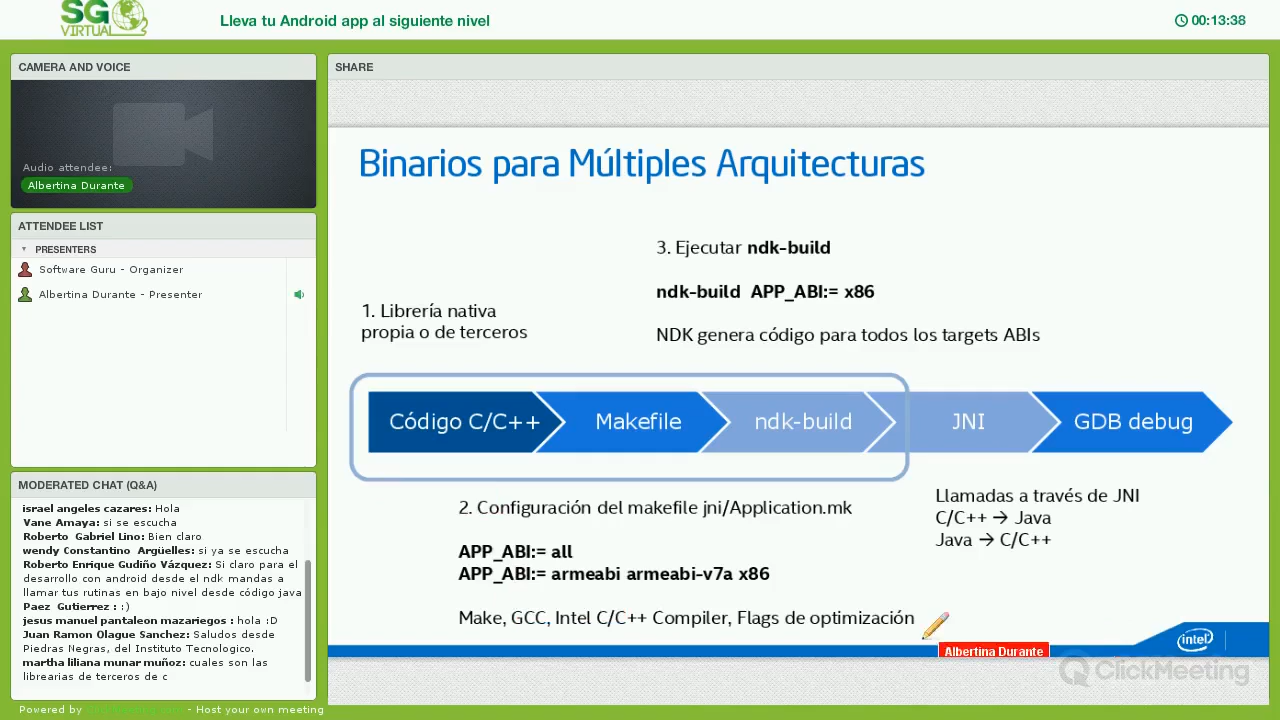 SG
VIRTUAL
Lleva tu Android app al siguiente nivel
00:13:38
CAMERA AND VOICE
Audio attendee:
Albertina Durante
ATTENDEE LIST
PRESENTERS
Software Guru - Organizer
Albertina Durante - Presenter
MODERATED CHAT (Q&A)
israel angeles cazares: Hola
Vane Amaya: si se escucha
Roberto Gabriel Lino: Bien claro
wendy Constantino Argüelles: si ya se escucha
Roberto Enrique Gudiño Vázquez: Si claro para el
desarrollo con android desde el ndk mandas a
llamar tus rutinas en bajo nivel desde código java
Paez Gutierrez : :)
jesus manuel pantaleon mazariegos : hola :D
Juan Ramon Olague Sanchez: Saludos desde
Piedras Negras, del Instituto Tecnologico.
martha liliana munar muñoz: cuales son las
librearias de terceros de c
Powered by ClickMeeting.com - Host your own meeting
SHARE
Binarios para Múltiples Arquitecturas
3. Ejecutar ndk-build
ndk-build APP_ABI:= x86
NDK genera código para todos los targets ABIs
1. Librería nativa
propia o de terceros
Código C/C++
Makefile
ndk-build
JNI
GDB debug
2. Configuración del makefile jni/Application.mk
APP_ABI:= all
APP_ABI:= armeabi armeabi-v7a x86
Make, GCC, Intel C/C++ Compiler, Flags de optimización
Llamadas a través de JNI
C/C++ → Java
Java → C/C++
Albertina Durante
intel
ClickMeeting